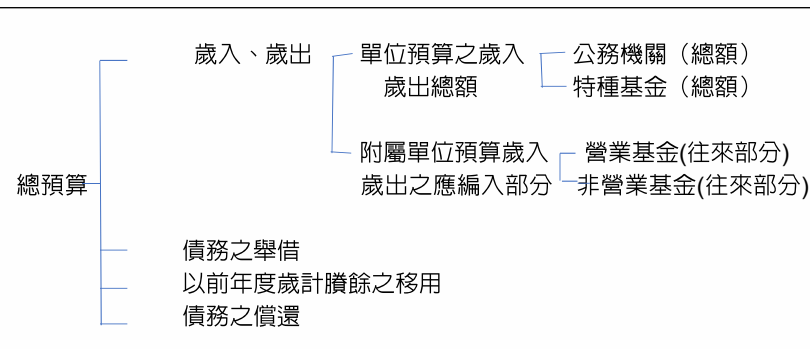 歲入、歲出 單位預算之歲入 公務機關（總額）
歲出總額 特種基金（總額）
附屬單位預算歲入 營業基金(往來部分)
總預算 歲出之應編入部分 非營業基金(往來部分)
債務之舉借
以前年度歲計賸餘之移用
債務之償還